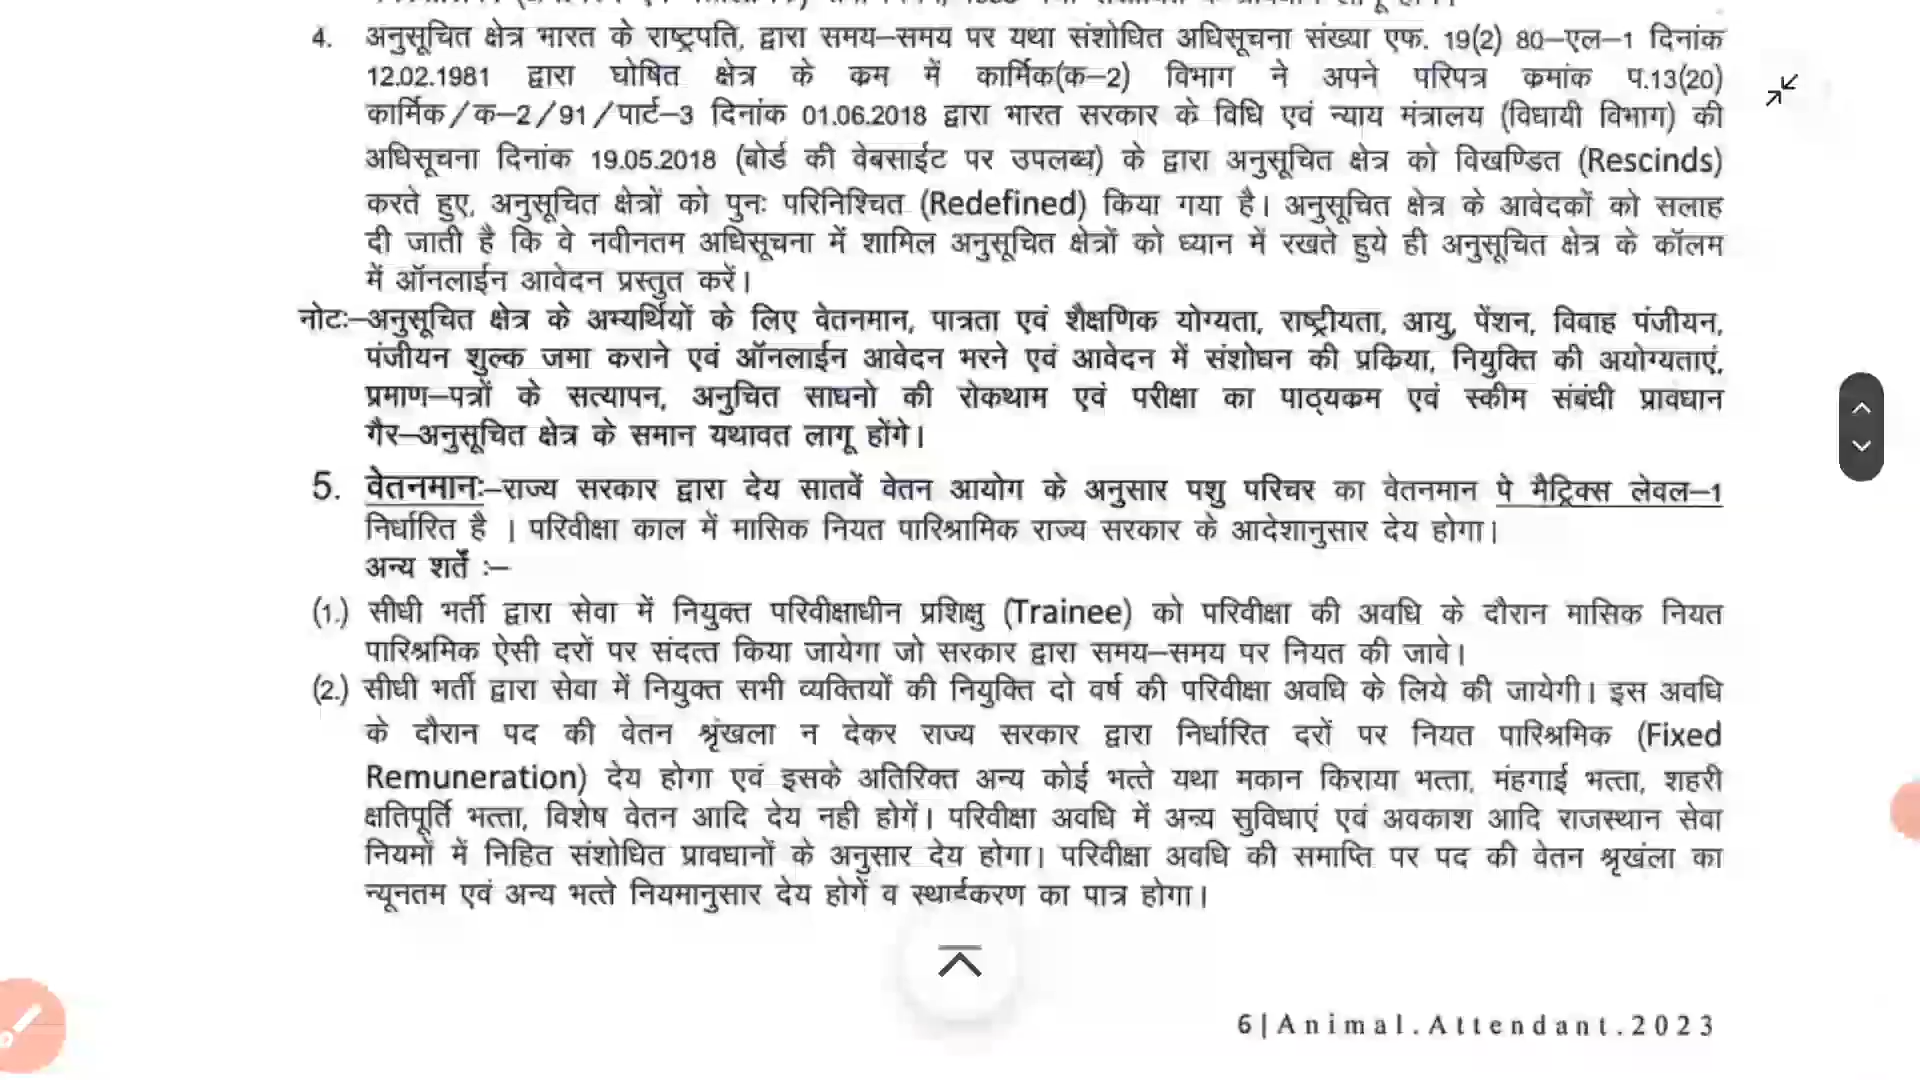 4. अनुसूचित क्षेत्र भारत के राष्ट्रपति, द्वारा समय–समय पर यथा संशोधित अधिसूचना संख्या एफ. 19(2) 80–एल–1 दिनांक
12.02.1981 द्वारा घोषित क्षेत्र के क्रम में कार्मिक(क–2) विभाग ने अपने परिपत्र क्रमांक प.13(20)
कार्मिक/क–2/91/पार्ट–3 दिनांक 01.06.2018 द्वारा भारत सरकार के विधि एवं न्याय मंत्रालय (विधायी विभाग) की
अधिसूचना दिनांक 19.05.2018 (बोर्ड की वेबसाईट पर उपलब्ध) के द्वारा अनुसूचित क्षेत्र को विखण्डित (Rescinds)
करते हुए, अनुसूचित क्षेत्रों को पुनः परिनिश्चित (Redefined) किया गया है। अनुसूचित क्षेत्र के आवेदकों को सलाह
दी जाती है कि वे नवीनतम अधिसूचना में शामिल अनुसूचित क्षेत्रों को ध्यान में रखते हुये ही अनुसूचित क्षेत्र के कॉलम
में ऑनलाईन आवेदन प्रस्तुत करें।
नोटः–अनुसूचित क्षेत्र के अभ्यर्थियों के लिए वेतनमान, पात्रता एवं शैक्षणिक योग्यता, राष्ट्रीयता, आयु, पेंशन, विवाह पंजीयन,
पंजीयन शुल्क जमा कराने एवं ऑनलाईन आवेदन भरने एवं आवेदन में संशोधन की प्रकिया, नियुक्ति की अयोग्यताएं,
प्रमाण–पत्रों के सत्यापन, अनुचित साधनो की रोकथाम एवं परीक्षा का पाठ्यकम एवं स्कीम संबंधी प्रावधान
गैर–अनुसूचित क्षेत्र के समान यथावत लागू होंगे।
5. वेतनमानः–राज्य सरकार द्वारा देय सातवें वेतन आयोग के अनुसार पशु परिचर का वेतनमान पे मैट्रिक्स लेवल–1
निर्धारित है । परिवीक्षा काल में मासिक नियत पारिश्रामिक राज्य सरकार के आदेशानुसार देय होगा।
अन्य शर्तें :–
(1.) सीधी भर्ती द्वारा सेवा में नियुक्त परिवीक्षाधीन प्रशिक्षु (Trainee) को परिवीक्षा की अवधि के दौरान मासिक नियत
पारिश्रमिक ऐसी दरों पर संदत्त किया जायेगा जो सरकार द्वारा समय–समय पर नियत की जावे।
(2.) सीधी भर्ती द्वारा सेवा में नियुक्त सभी व्यक्तियों की नियुक्ति दो वर्ष की परिवीक्षा अवधि के लिये की जायेगी। इस अवधि
के दौरान पद की वेतन श्रृंखला न देकर राज्य सरकार द्वारा निर्धारित दरों पर नियत पारिश्रमिक (Fixed
Remuneration) देय होगा एवं इसके अतिरिक्त अन्य कोई भत्ते यथा मकान किराया भत्ता, मंहगाई भत्ता, शहरी
क्षतिपूर्ति भत्ता, विशेष वेतन आदि देय नही होगें। परिवीक्षा अवधि में अन्य सुविधाएं एवं अवकाश आदि राजस्थान सेवा
नियमों में निहित संशोधित प्रावधानों के अनुसार देय होगा। परिवीक्षा अवधि की समाप्ति पर पद की वेतन श्रृखंला का
न्यूनतम एवं अन्य भत्ते नियमानुसार देय होगें व स्थाईकरण का पात्र होगा।
6|Animal.Attendant.2023